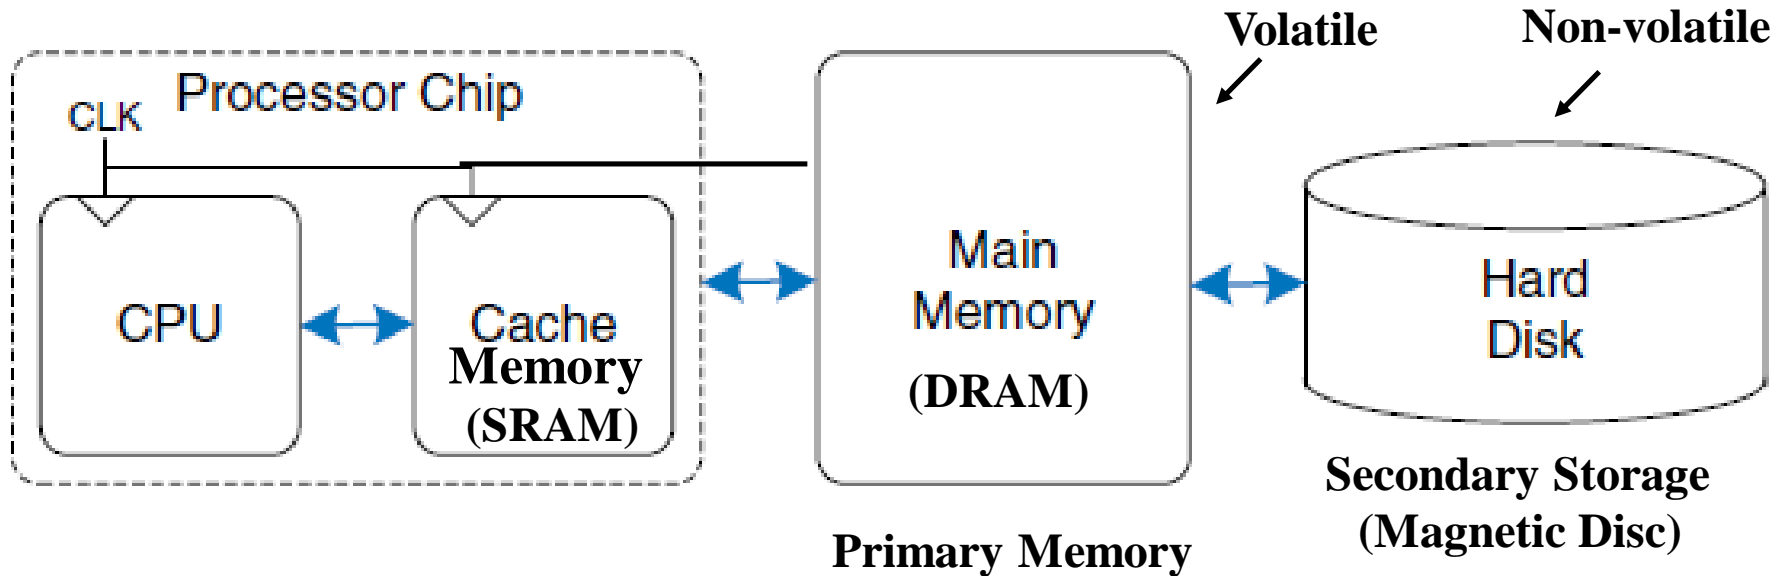 Volatile
Non-volatile
Processor Chip
CLK
CPU
Cache
Memory
(SRAM)
Main
Memory
(DRAM)
Hard
Disk
Primary Memory
Secondary Storage
(Magnetic Disc)